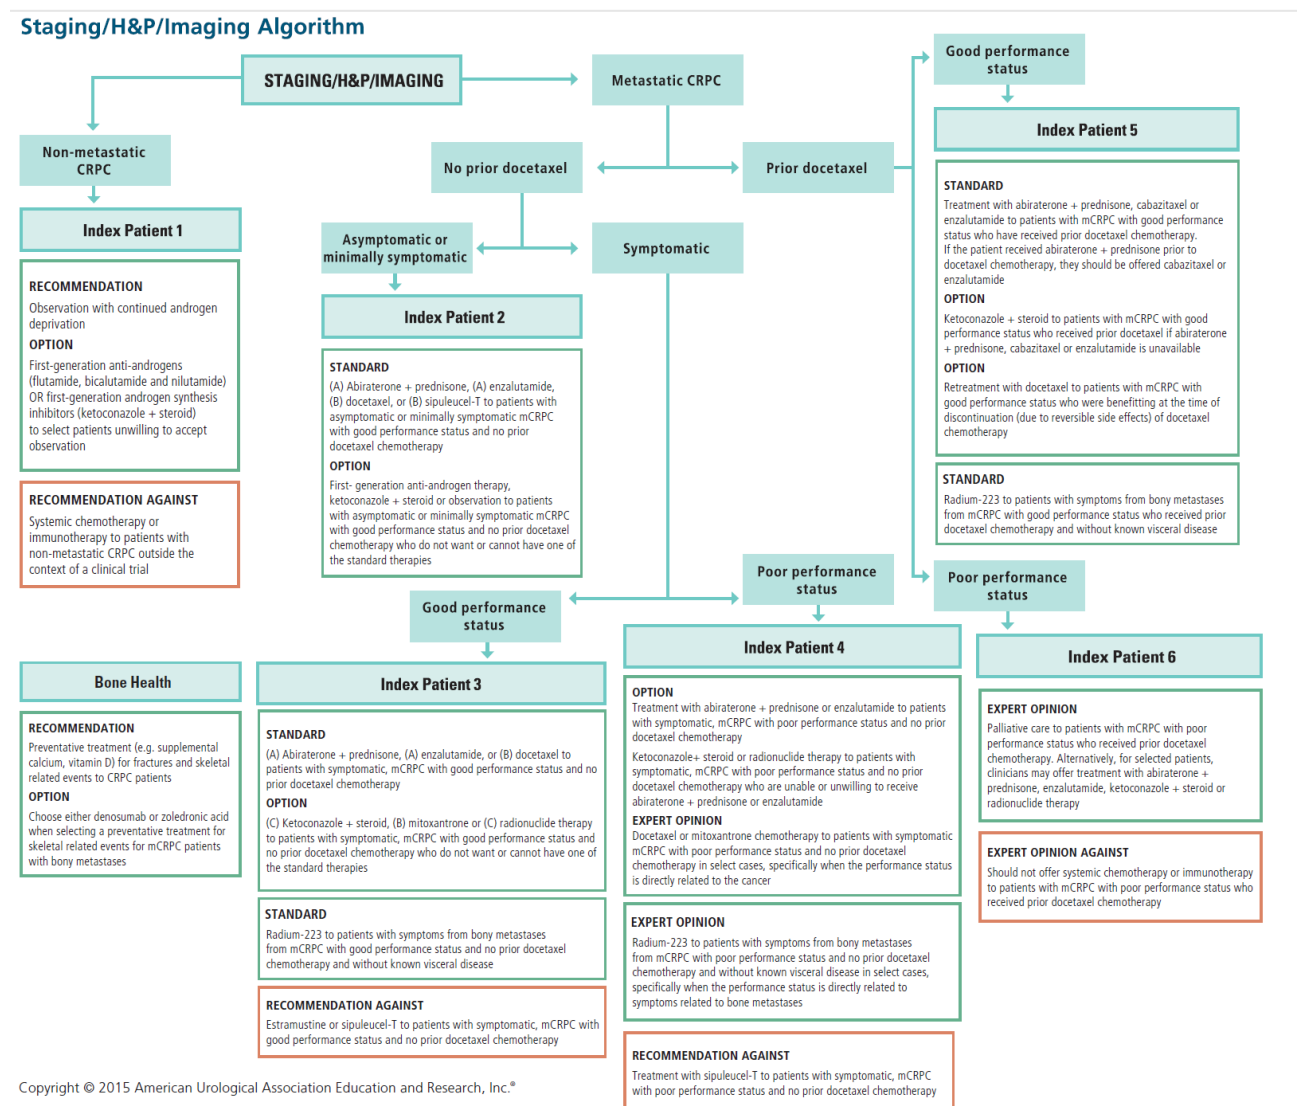 Staging/H&P/Imaging Algorithm
STAGING/H&P/IMAGING
Metastatic CRPC
Good performance
status
Non-metastatic
CRPC
No prior docetaxel
Prior docetaxel
Index Patient 5
STANDARD
Treatment with abiraterone + prednisone, cabazitaxel or
enzalutamide to patients with mCRPC with good performance
status who have received prior docetaxel chemotherapy.
If the patient received abiraterone + prednisone prior to
docetaxel chemotherapy, they should be offered cabazitaxel or
enzalutamide
OPTION
Ketoconazole + steroid to patients with mCRPC with good
performance status who received prior docetaxel if abiraterone
+ prednisone, cabazitaxel or enzalutamide is unavailable
OPTION
Retreatment with docetaxel to patients with mCRPC with
good performance status who were benefitting at the time of
discontinuation (due to reversible side effects) of docetaxel
chemotherapy
STANDARD
Radium-223 to patients with symptoms from bony metastases
from mCRPC with good performance status who received prior
docetaxel chemotherapy and without known visceral disease
Index Patient 1
RECOMMENDATION
Observation with continued androgen
deprivation
OPTION
First-generation anti-androgens
(flutamide, bicalutamide and nilutamide)
OR first-generation androgen synthesis
inhibitors (ketoconazole + steroid)
to select patients unwilling to accept
observation
RECOMMENDATION AGAINST
Systemic chemotherapy or
immunotherapy to patients with
non-metastatic CRPC outside the
context of a clinical trial
Asymptomatic or
minimally symptomatic
Symptomatic
Index Patient 2
STANDARD
(A) Abiraterone + prednisone, (A) enzalutamide,
(B) docetaxel, or (B) sipuleucel-T to patients with
asymptomatic or minimally symptomatic mCRPC
with good performance status and no prior
docetaxel chemotherapy
OPTION
First- generation anti-androgen therapy,
ketoconazole + steroid or observation to patients
with asymptomatic or minimally symptomatic mCRPC
with good performance status and no prior docetaxel
chemotherapy who do not want or cannot have one of
the standard therapies
Good performance
status
Poor performance
status
Poor performance
status
Bone Health
RECOMMENDATION
Preventative treatment (e.g. supplemental
calcium, vitamin D) for fractures and skeletal
related events to CRPC patients
OPTION
Choose either denosumab or zoledronic acid
when selecting a preventative treatment for
skeletal related events for mCRPC patients
with bony metastases
Index Patient 3
STANDARD
(A) Abiraterone + prednisone, (A) enzalutamide, or (B) docetaxel to
patients with symptomatic, mCRPC with good performance status and no
prior docetaxel chemotherapy
OPTION
(C) Ketoconazole + steroid, (B) mitoxantrone or (C) radionuclide therapy
to patients with symptomatic, mCRPC with good performance status and
no prior docetaxel chemotherapy who do not want or cannot have one of
the standard therapies
STANDARD
Radium-223 to patients with symptoms from bony metastases
from mCRPC with good performance status and no prior docetaxel
chemotherapy and without known visceral disease
RECOMMENDATION AGAINST
Estramustine or sipuleucel-T to patients with symptomatic, mCRPC with
good performance status and no prior docetaxel chemotherapy
Index Patient 4
OPTION
Treatment with abiraterone + prednisone or enzalutamide to patients
with symptomatic, mCRPC with poor performance status and no prior
docetaxel chemotherapy
Ketoconazole+ steroid or radionuclide therapy to patients with
symptomatic, mCRPC with poor performance status and no prior
docetaxel chemotherapy who are unable or unwilling to receive
abiraterone + prednisone or enzalutamide
EXPERT OPINION
Docetaxel or mitoxantrone chemotherapy to patients with symptomatic
mCRPC with poor performance status and no prior docetaxel
chemotherapy in select cases, specifically when the performance status
is directly related to the cancer
EXPERT OPINION
Radium-223 to patients with symptoms from bony metastases
from mCRPC with poor performance status and no prior docetaxel
chemotherapy and without known visceral disease in select cases,
specifically when the performance status is directly related to
symptoms related to bone metastases
RECOMMENDATION AGAINST
Treatment with sipuleucel-T to patients with symptomatic, mCRPC
with poor performance status and no prior docetaxel chemotherapy
Index Patient 6
EXPERT OPINION
Palliative care to patients with mCRPC with poor
performance status who received prior docetaxel
chemotherapy. Alternatively, for selected patients,
clinicians may offer treatment with abiraterone +
prednisone, enzalutamide, ketoconazole + steroid or
radionuclide therapy
EXPERT OPINION AGAINST
Should not offer systemic chemotherapy or immunotherapy
to patients with mCRPC with poor performance status who
received prior docetaxel chemotherapy
Copyright © 2015 American Urological Association Education and Research, Inc.®